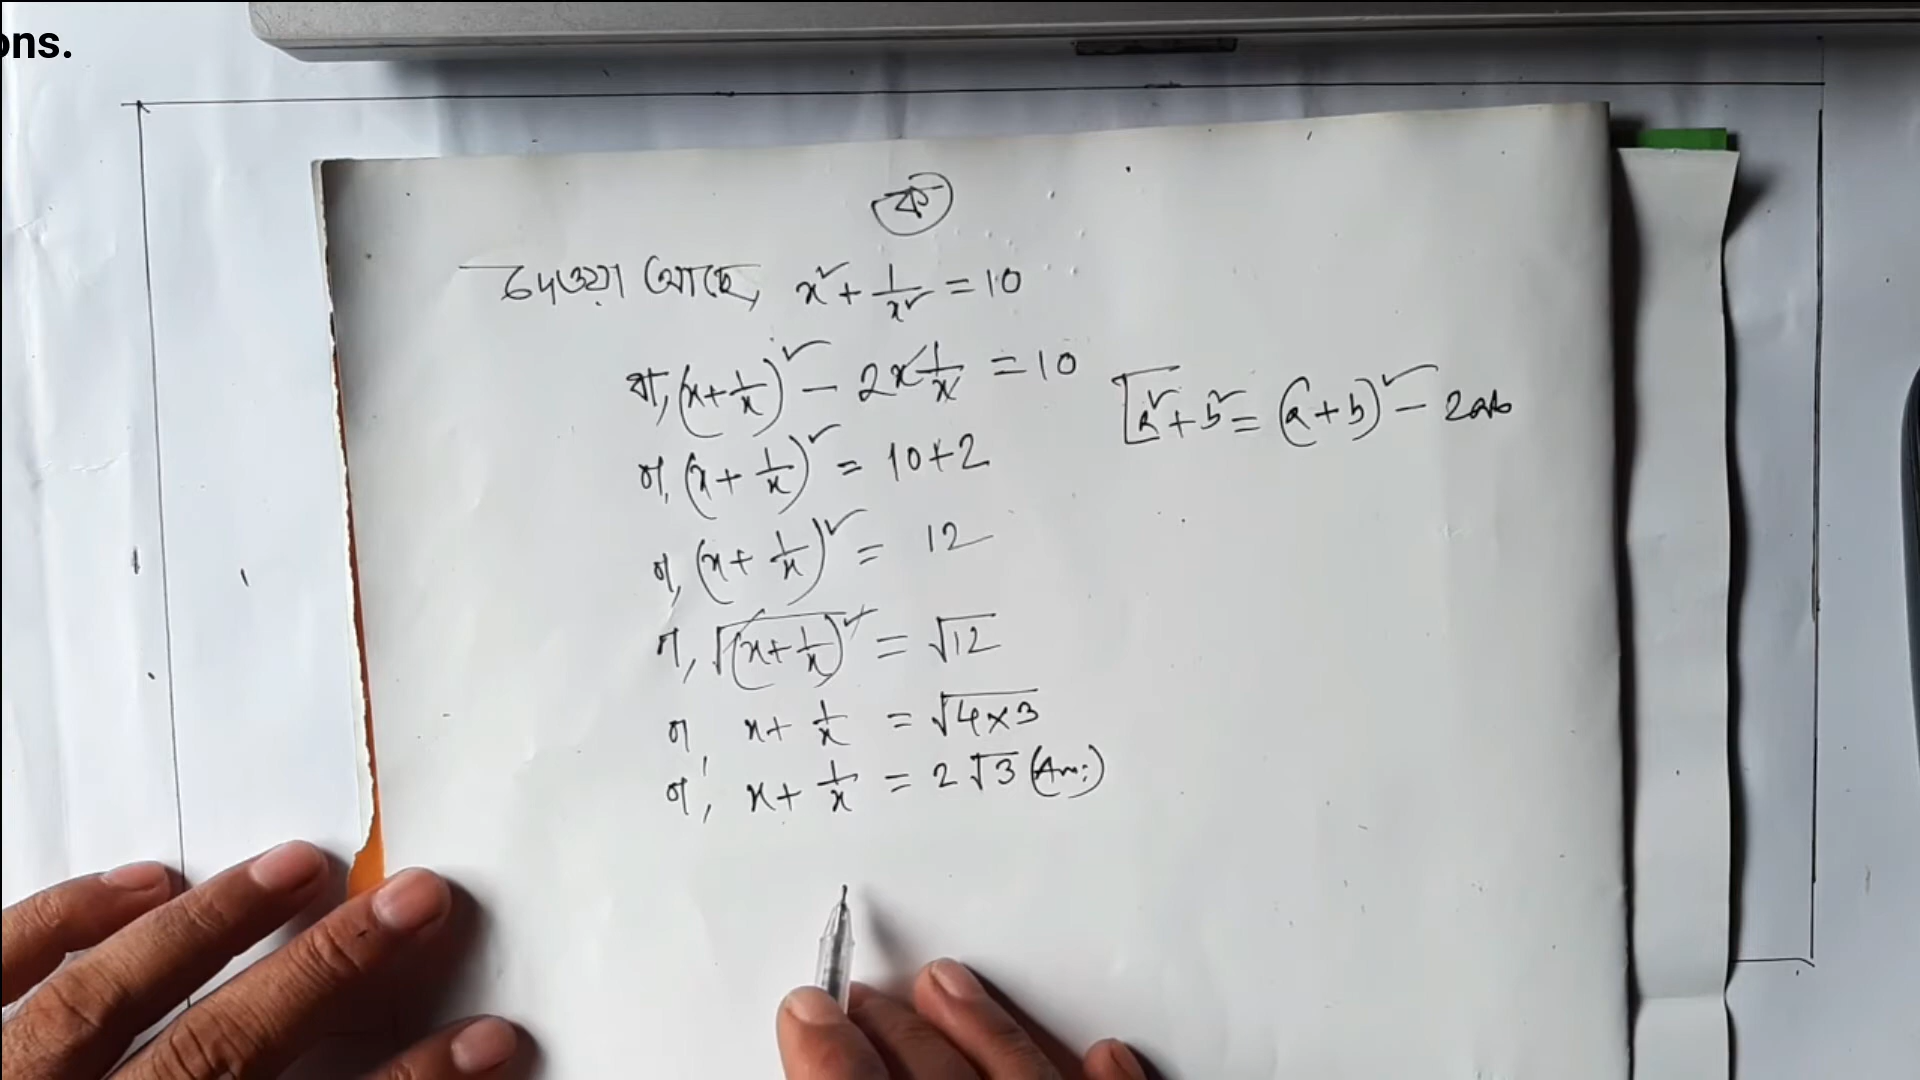 ons.
ক
দেওয়া আছে, x² + 1/x² = 10
বা, (x + 1/x)² - 2x·1/x = 10 [a² + b² = (a+b)² - 2ab
বা, (x + 1/x)² = 10+2
বা, (x + 1/x)² = 12
বা, √(x + 1/x)² = √12
বা, x + 1/x = √4×3
বা, x + 1/x = 2√3 (Ans:)